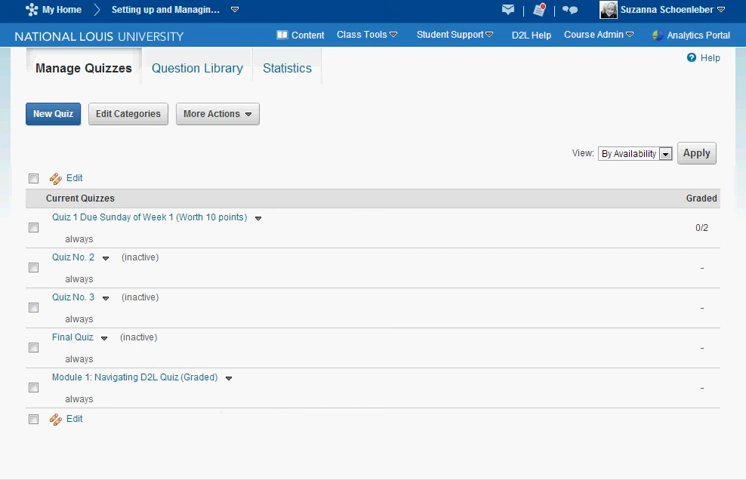 My Home Setting up and Managin... Suzanna Schoenleber
NATIONAL LOUIS UNIVERSITY Content Class Tools Student Support D2L Help Course Admin Analytics Portal
Manage Quizzes Question Library Statistics Help
New Quiz Edit Categories More Actions
View: By Availability Apply
Edit
Current Quizzes Graded
Quiz 1 Due Sunday of Week 1 (Worth 10 points)
0/2
always
Quiz No. 2 (inactive)
-
always
Quiz No. 3 (inactive)
-
always
Final Quiz (inactive)
-
always
Module 1: Navigating D2L Quiz (Graded)
-
always
Edit